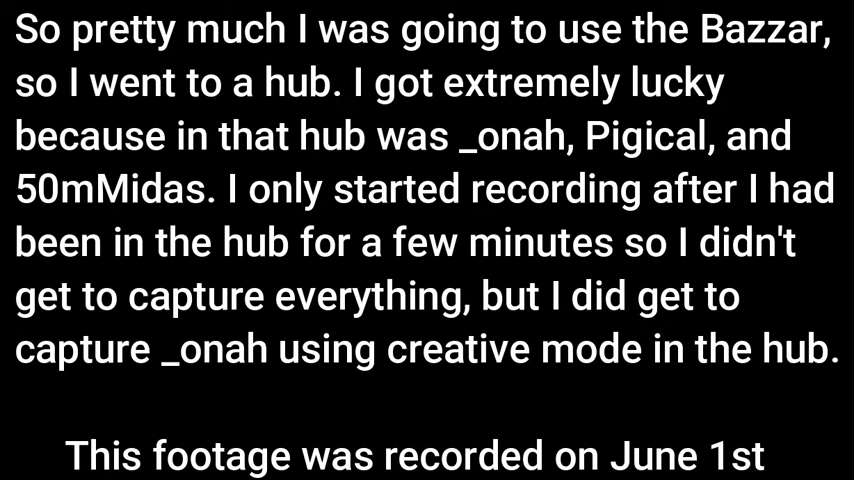 So pretty much I was going to use the Bazzar,
so I went to a hub. I got extremely lucky
because in that hub was _onah, Pigical, and
50mMidas. I only started recording after I had
been in the hub for a few minutes so I didn't
get to capture everything, but I did get to
capture _onah using creative mode in the hub.
This footage was recorded on June 1st